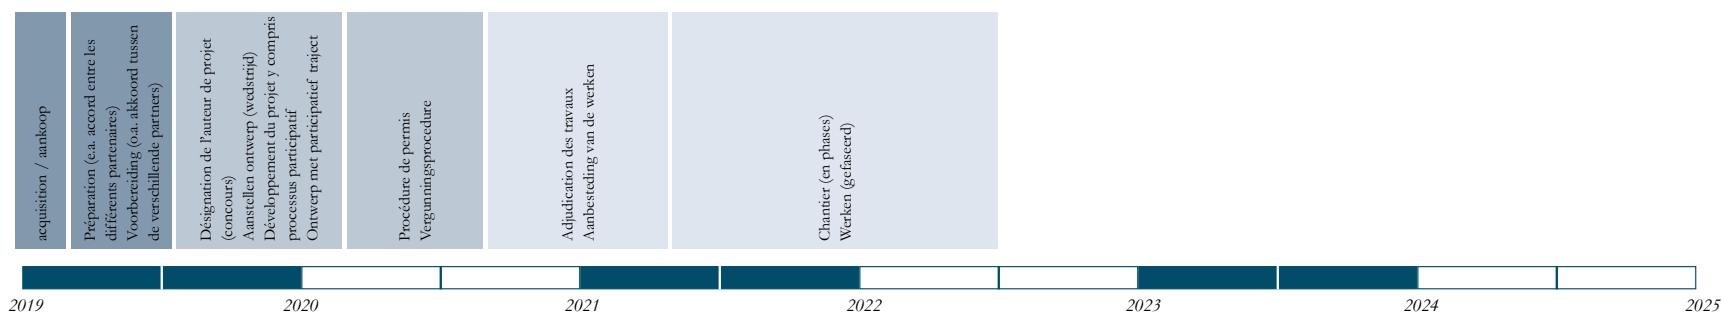 acquisition / aankoop
Préparation (e.a. accord entre les
différents partenaires)
Voorbereiding (o.a. akkoord tussen
de verschillende partners)
Désignation de l'auteur de projet
(concours)
Aanstellen ontwerp (wedstrijd)
Développement du projet y compris
processus participatif
Ontwerp met participatief traject
Procédure de permis
Vergunningsprocedure
Adjudication des travaux
Aanbesteding van de werken
Chantier (en phases)
Werken (gefaseerd)
2019 2020 2021 2022 2023 2024 2025